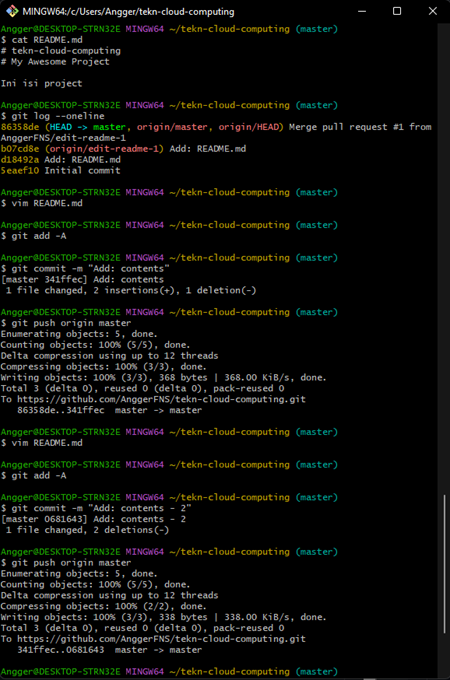 MINGW64:/c/Users/Angger/tekn-cloud-computing
Angger@DESKTOP-STRN32E MINGW64 ~/tekn-cloud-computing (master)
$ cat README.md
# tekn-cloud-computing
# My Awesome Project
Ini isi project
Angger@DESKTOP-STRN32E MINGW64 ~/tekn-cloud-computing (master)
$ git log --oneline
86358de (HEAD -> master, origin/master, origin/HEAD) Merge pull request #1 from
AnggerFNS/edit-readme-1
b07cd8e (origin/edit-readme-1) Add: README.md
d18492a Add: README.md
5eaef10 Initial commit
Angger@DESKTOP-STRN32E MINGW64 ~/tekn-cloud-computing (master)
$ vim README.md
Angger@DESKTOP-STRN32E MINGW64 ~/tekn-cloud-computing (master)
$ git add -A
Angger@DESKTOP-STRN32E MINGW64 ~/tekn-cloud-computing (master)
$ git commit -m "Add: contents"
[master 341ffec] Add: contents
1 file changed, 2 insertions(+), 1 deletion(-)
Angger@DESKTOP-STRN32E MINGW64 ~/tekn-cloud-computing (master)
$ git push origin master
Enumerating objects: 5, done.
Counting objects: 100% (5/5), done.
Delta compression using up to 12 threads
Compressing objects: 100% (3/3), done.
Writing objects: 100% (3/3), 368 bytes | 368.00 KiB/s, done.
Total 3 (delta 0), reused 0 (delta 0), pack-reused 0
To https://github.com/AnggerFNS/tekn-cloud-computing.git
86358de..341ffec  master -> master
Angger@DESKTOP-STRN32E MINGW64 ~/tekn-cloud-computing (master)
$ vim README.md
Angger@DESKTOP-STRN32E MINGW64 ~/tekn-cloud-computing (master)
$ git add -A
Angger@DESKTOP-STRN32E MINGW64 ~/tekn-cloud-computing (master)
$ git commit -m "Add: contents - 2"
[master 0681643] Add: contents - 2
1 file changed, 2 deletions(-)
Angger@DESKTOP-STRN32E MINGW64 ~/tekn-cloud-computing (master)
$ git push origin master
Enumerating objects: 5, done.
Counting objects: 100% (5/5), done.
Delta compression using up to 12 threads
Compressing objects: 100% (2/2), done.
Writing objects: 100% (3/3), 338 bytes | 338.00 KiB/s, done.
Total 3 (delta 0), reused 0 (delta 0), pack-reused 0
To https://github.com/AnggerFNS/tekn-cloud-computing.git
341ffec..0681643  master -> master
Angger@DESKTOP-STRN32E MINGW64 ~/tekn-cloud-computing (master)